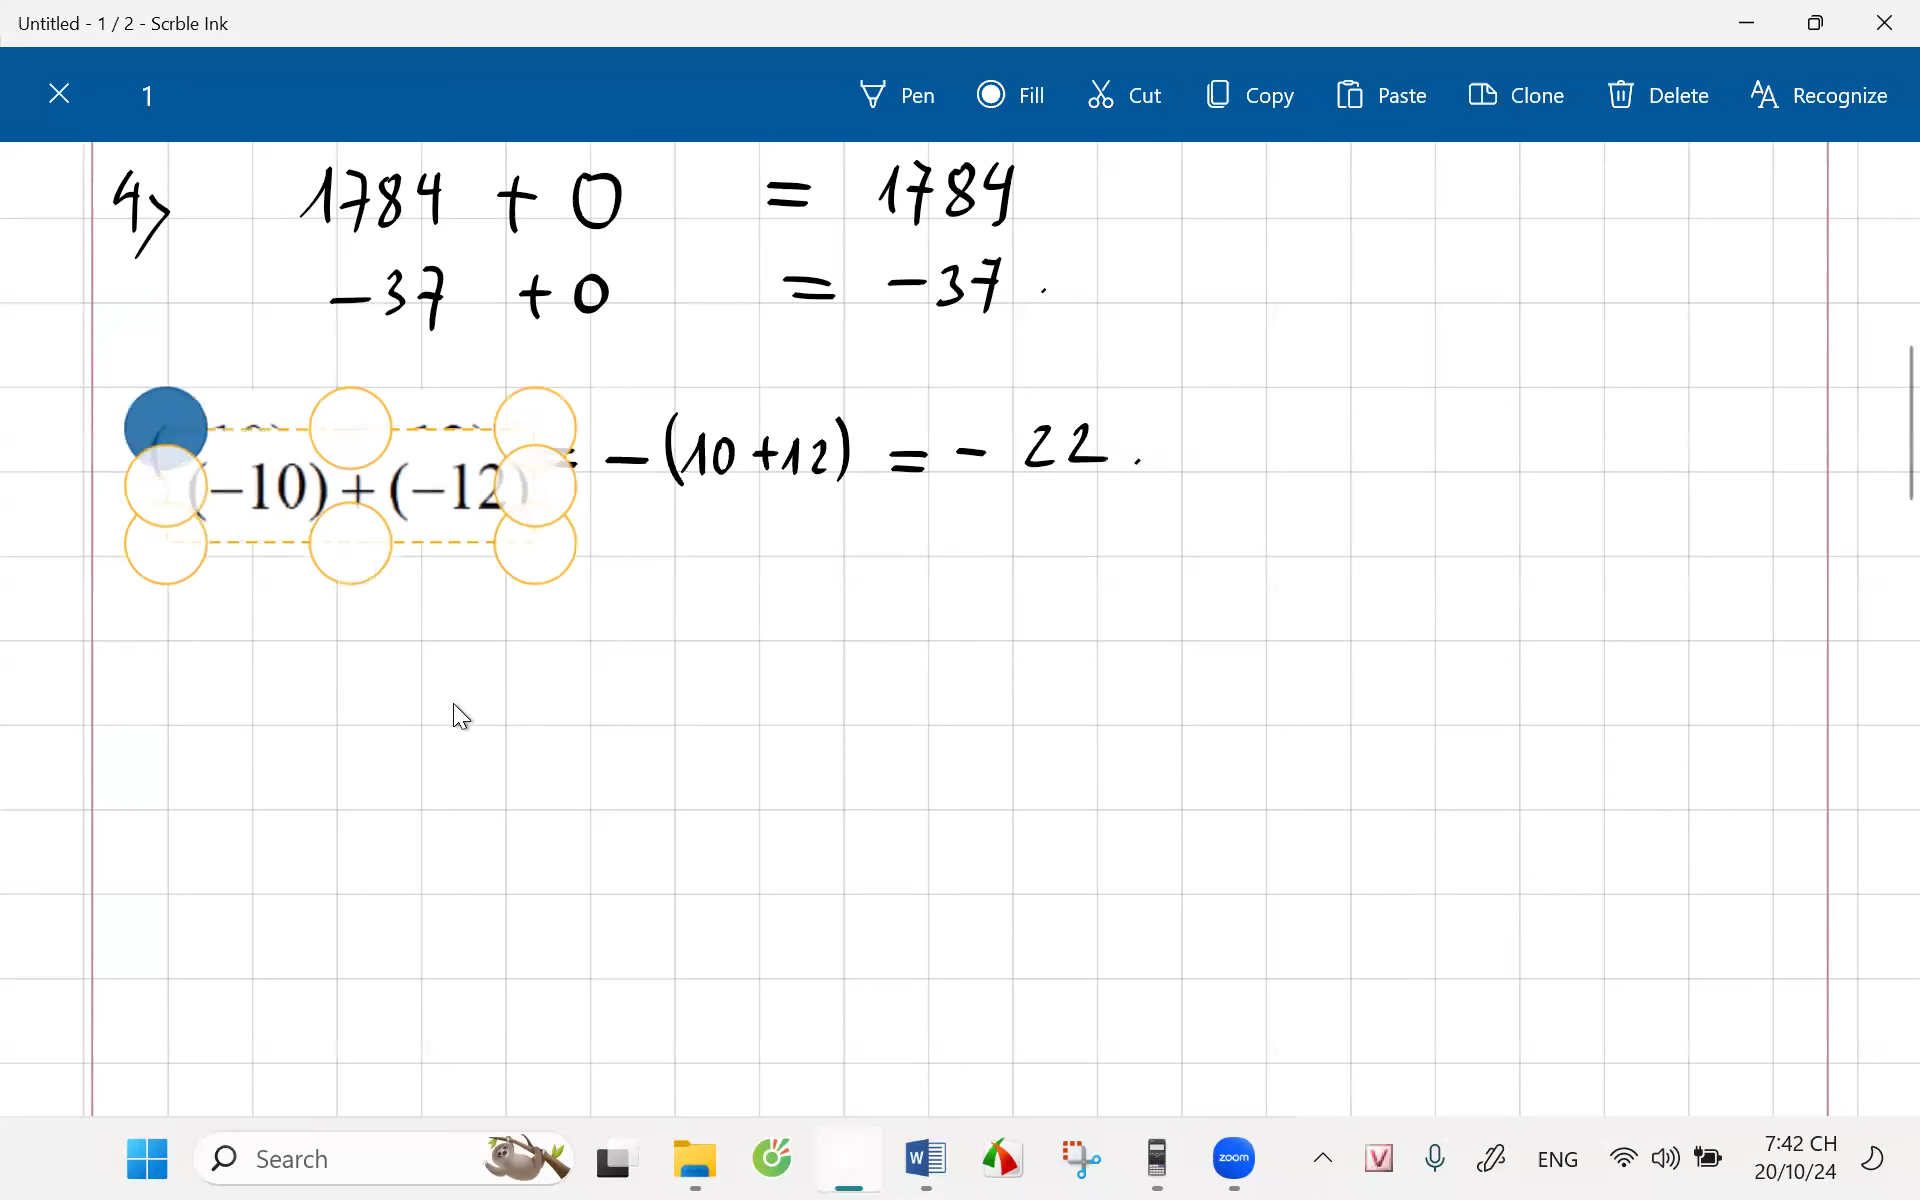 Untitled - 1 / 2 - Scrble Ink
1 Pen Fill Cut Copy Paste Clone Delete Recognize
4> 1784 + 0 = 1784
-37 + 0 = -37 .
(−10)+(−12) = - (10 + 12) = - 22 .
Search W zoom V ENG 7:42 CH
20/10/24